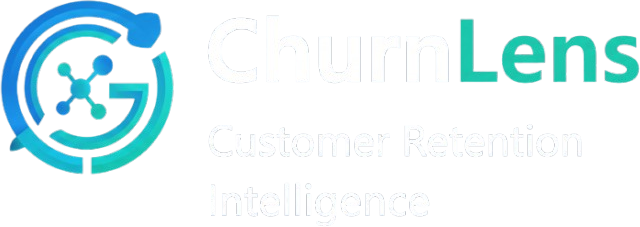 ChurnLens
Customer Retention
Intelligence